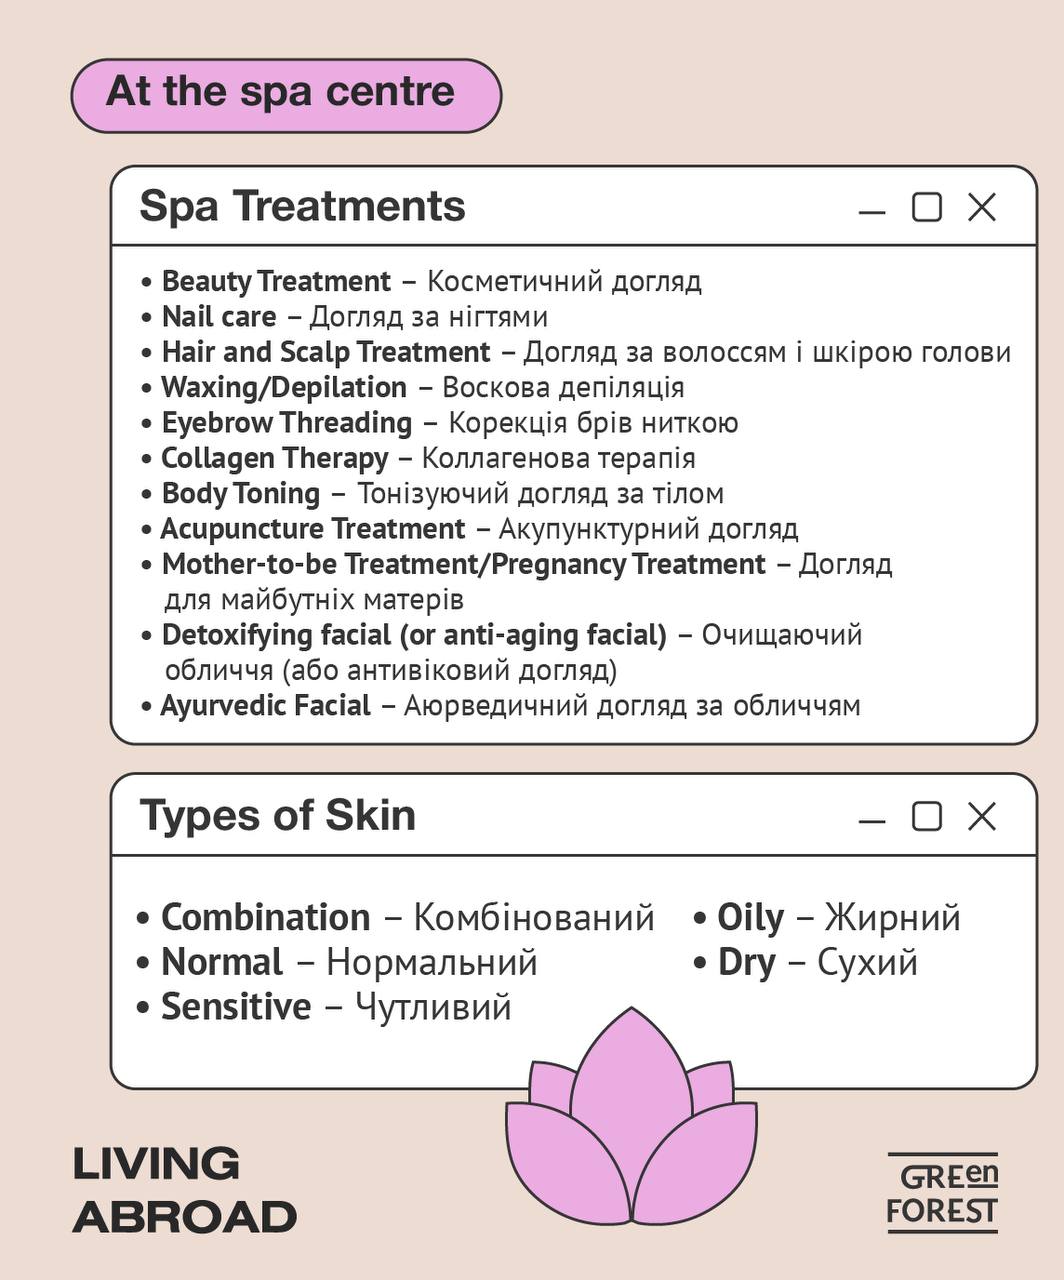 At the spa centre
Spa Treatments
• Beauty Treatment – Косметичний догляд
• Nail care – Догляд за нігтями
• Hair and Scalp Treatment – Догляд за волоссям і шкірою голови
• Waxing/Depilation – Воскова депіляція
• Eyebrow Threading – Корекція брів ниткою
• Collagen Therapy – Коллагенова терапія
• Body Toning – Тонізуючий догляд за тілом
• Acupuncture Treatment – Акупунктурний догляд
• Mother-to-be Treatment/Pregnancy Treatment – Догляд
для майбутніх матерів
• Detoxifying facial (or anti-aging facial) – Очищаючий
обличчя (або антивіковий догляд)
• Ayurvedic Facial – Аюрведичний догляд за обличчям
Types of Skin
• Combination – Комбінований
• Normal – Нормальний
• Sensitive – Чутливий
• Oily – Жирний
• Dry – Сухий
LIVING
ABROAD
GREen
FOREST